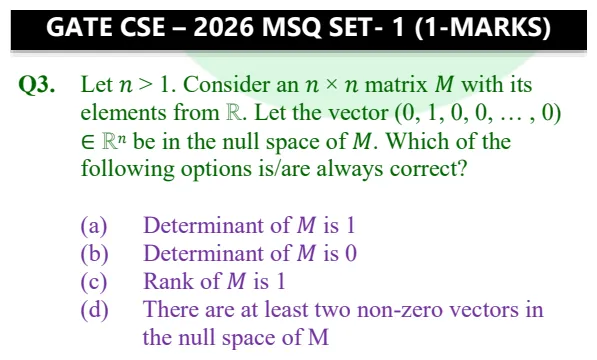 GATE CSE – 2026 MSQ SET- 1 (1-MARKS)
Q3. Let n > 1. Consider an n × n matrix M with its
elements from ℝ. Let the vector (0, 1, 0, 0, … , 0)
∈ ℝⁿ be in the null space of M. Which of the
following options is/are always correct?
(a) Determinant of M is 1
(b) Determinant of M is 0
(c) Rank of M is 1
(d) There are at least two non-zero vectors in
the null space of M